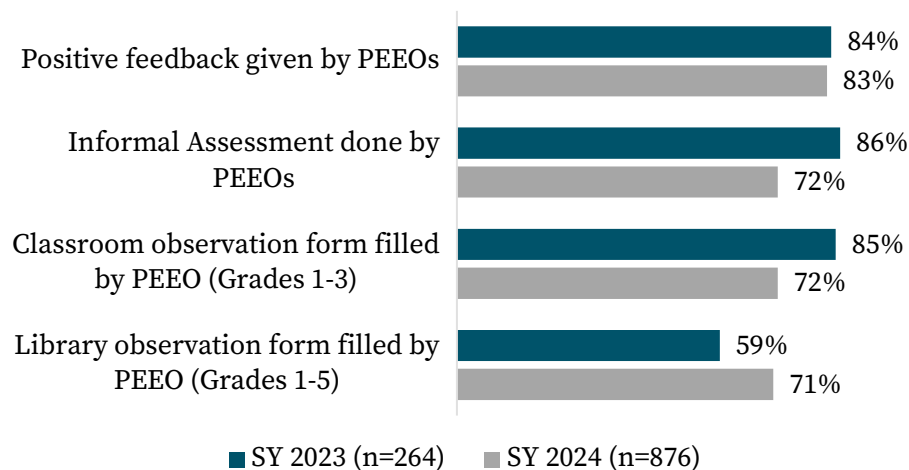 Positive feedback given by PEEOs
84%
83%
Informal Assessment done by
PEEOs
86%
72%
Classroom observation form filled
by PEEO (Grades 1-3)
85%
72%
Library observation form filled by
PEEO (Grades 1-5)
59%
71%
SY 2023 (n=264) SY 2024 (n=876)